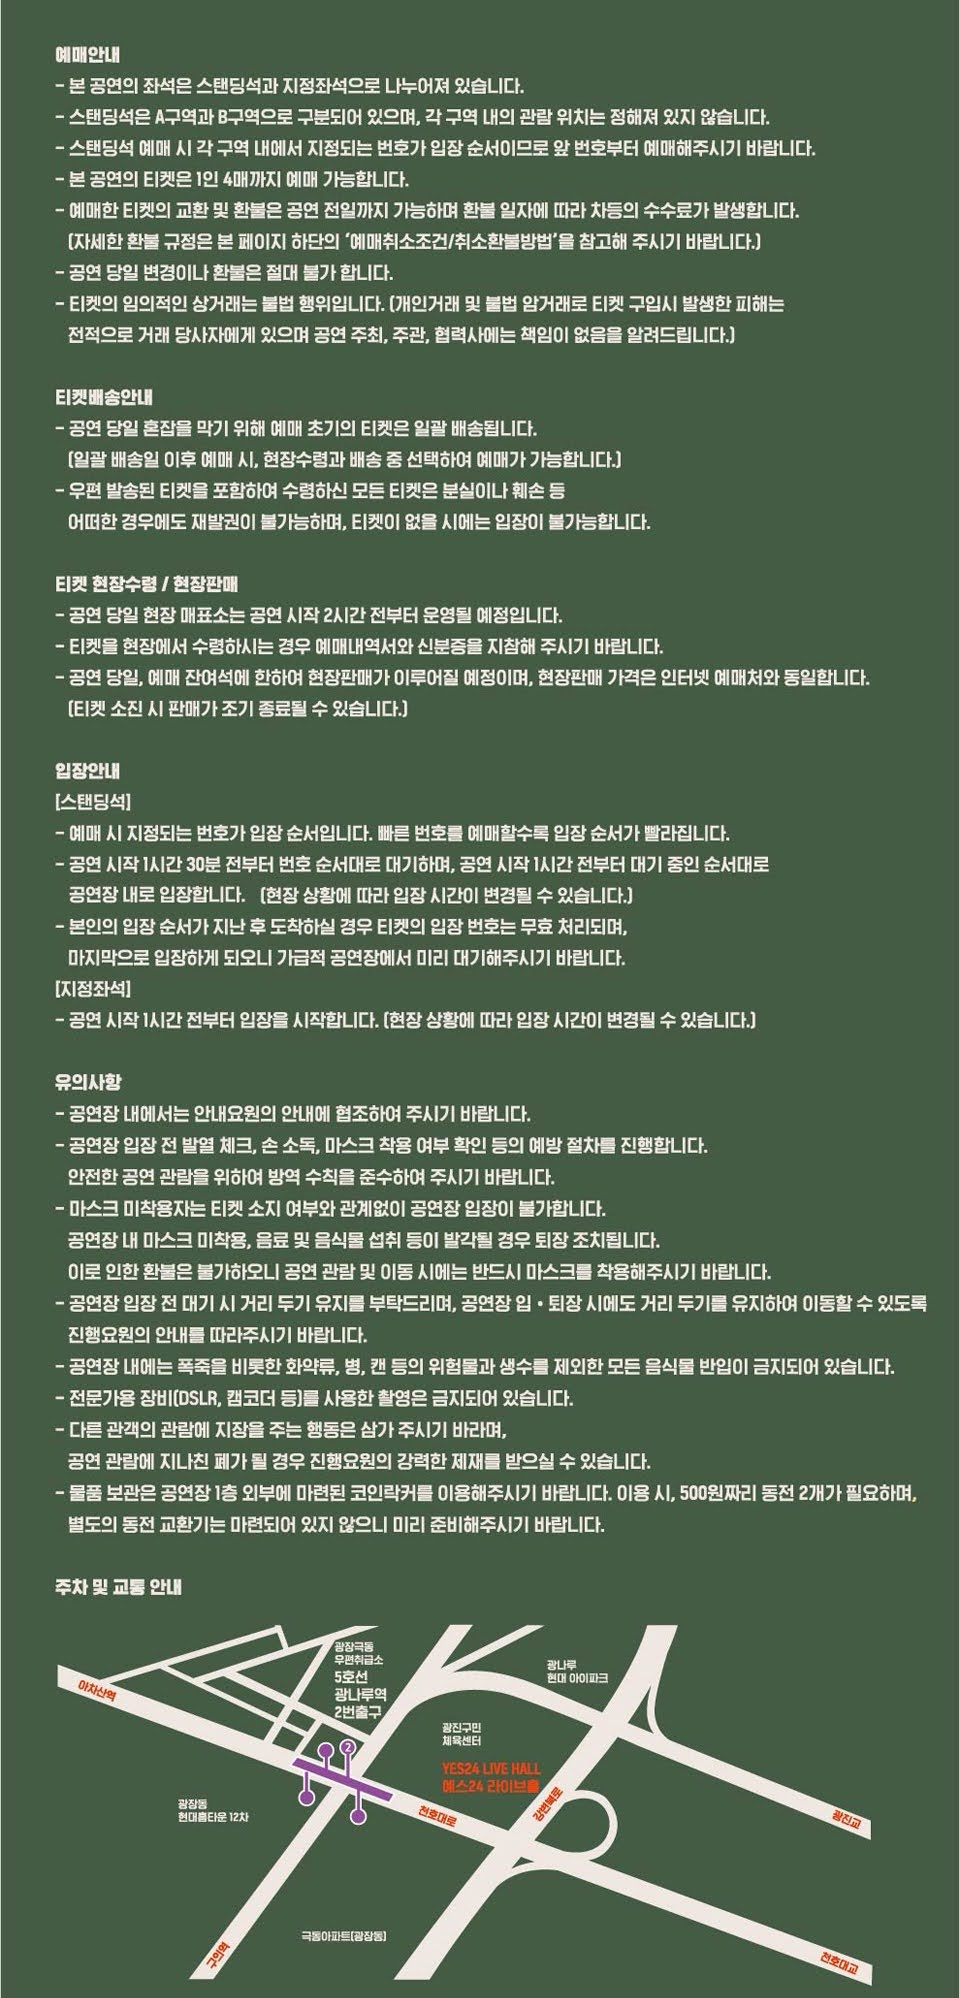 예매안내
- 본 공연의 좌석은 스탠딩석과 지정좌석으로 나누어져 있습니다.
- 스탠딩석은 A구역과 B구역으로 구분되어 있으며, 각 구역 내의 관람 위치는 정해져 있지 않습니다.
- 스탠딩석 예매 시 각 구역 내에서 지정되는 번호가 입장 순서이므로 앞 번호부터 예매해주시기 바랍니다.
- 본 공연의 티켓은 1인 4매까지 예매 가능합니다.
- 예매한 티켓의 교환 및 환불은 공연 전일까지 가능하며 환불 일자에 따라 차등의 수수료가 발생합니다.
(자세한 환불 규정은 본 페이지 하단의 '예매취소조건/취소환불방법'을 참고해 주시기 바랍니다.)
- 공연 당일 변경이나 환불은 절대 불가 합니다.
- 티켓의 임의적인 상거래는 불법 행위입니다. (개인거래 및 불법 암거래로 티켓 구입시 발생한 피해는
전적으로 거래 당사자에게 있으며 공연 주최, 주관, 협력사에는 책임이 없음을 알려드립니다.)
티켓배송안내
- 공연 당일 혼잡을 막기 위해 예매 초기의 티켓은 일괄 배송됩니다.
(일괄 배송일 이후 예매 시, 현장수령과 배송 중 선택하여 예매가 가능합니다.)
- 우편 발송된 티켓을 포함하여 수령하신 모든 티켓은 분실이나 훼손 등
어떠한 경우에도 재발권이 불가능하며, 티켓이 없을 시에는 입장이 불가능합니다.
티켓 현장수령 / 현장판매
- 공연 당일 현장 매표소는 공연 시작 2시간 전부터 운영될 예정입니다.
- 티켓을 현장에서 수령하시는 경우 예매내역서와 신분증을 지참해 주시기 바랍니다.
- 공연 당일, 예매 잔여석에 한하여 현장판매가 이루어질 예정이며, 현장판매 가격은 인터넷 예매처와 동일합니다.
(티켓 소진 시 판매가 조기 종료될 수 있습니다.)
입장안내
[스탠딩석]
- 예매 시 지정되는 번호가 입장 순서입니다. 빠른 번호를 예매할수록 입장 순서가 빨라집니다.
- 공연 시작 1시간 30분 전부터 번호 순서대로 대기하며, 공연 시작 1시간 전부터 대기 중인 순서대로
공연장 내로 입장합니다. (현장 상황에 따라 입장 시간이 변경될 수 있습니다.)
- 본인의 입장 순서가 지난 후 도착하실 경우 티켓의 입장 번호는 무효 처리되며,
마지막으로 입장하게 되오니 가급적 공연장에서 미리 대기해주시기 바랍니다.
[지정좌석]
- 공연 시작 1시간 전부터 입장을 시작합니다. (현장 상황에 따라 입장 시간이 변경될 수 있습니다.)
유의사항
- 공연장 내에서는 안내요원의 안내에 협조하여 주시기 바랍니다.
- 공연장 입장 전 발열 체크, 손 소독, 마스크 착용 여부 확인 등의 예방 절차를 진행합니다.
안전한 공연 관람을 위하여 방역 수칙을 준수하여 주시기 바랍니다.
- 마스크 미착용자는 티켓 소지 여부와 관계없이 공연장 입장이 불가합니다.
공연장 내 마스크 미착용, 음료 및 음식물 섭취 등이 발각될 경우 퇴장 조치됩니다.
이로 인한 환불은 불가하오니 공연 관람 및 이동 시에는 반드시 마스크를 착용해주시기 바랍니다.
- 공연장 입장 전 대기 시 거리 두기 유지를 부탁드리며, 공연장 입·퇴장 시에도 거리 두기를 유지하여 이동할 수 있도록
진행요원의 안내를 따라주시기 바랍니다.
- 공연장 내에는 폭죽을 비롯한 화약류, 병, 캔 등의 위험물과 생수를 제외한 모든 음식물 반입이 금지되어 있습니다.
- 전문가용 장비(DSLR, 캠코더 등)를 사용한 촬영은 금지되어 있습니다.
- 다른 관객의 관람에 지장을 주는 행동은 삼가 주시기 바라며,
공연 관람에 지나친 폐가 될 경우 진행요원의 강력한 제재를 받으실 수 있습니다.
- 물품 보관은 공연장 1층 외부에 마련된 코인락커를 이용해주시기 바랍니다. 이용 시, 500원짜리 동전 2개가 필요하며,
별도의 동전 교환기는 마련되어 있지 않으니 미리 준비해주시기 바랍니다.
주차 및 교통 안내
광장극동
우편취급소
5호선
광나루역
2번출구
광나루
현대 아이파크
아차산역
광진구민
체육센터
2
YES24 LIVE HALL
예스24 라이브홀
광장동
현대홈타운 12차
천호대로
강변북로
광진교
극동아파트(광장동)
구의역
천호대교